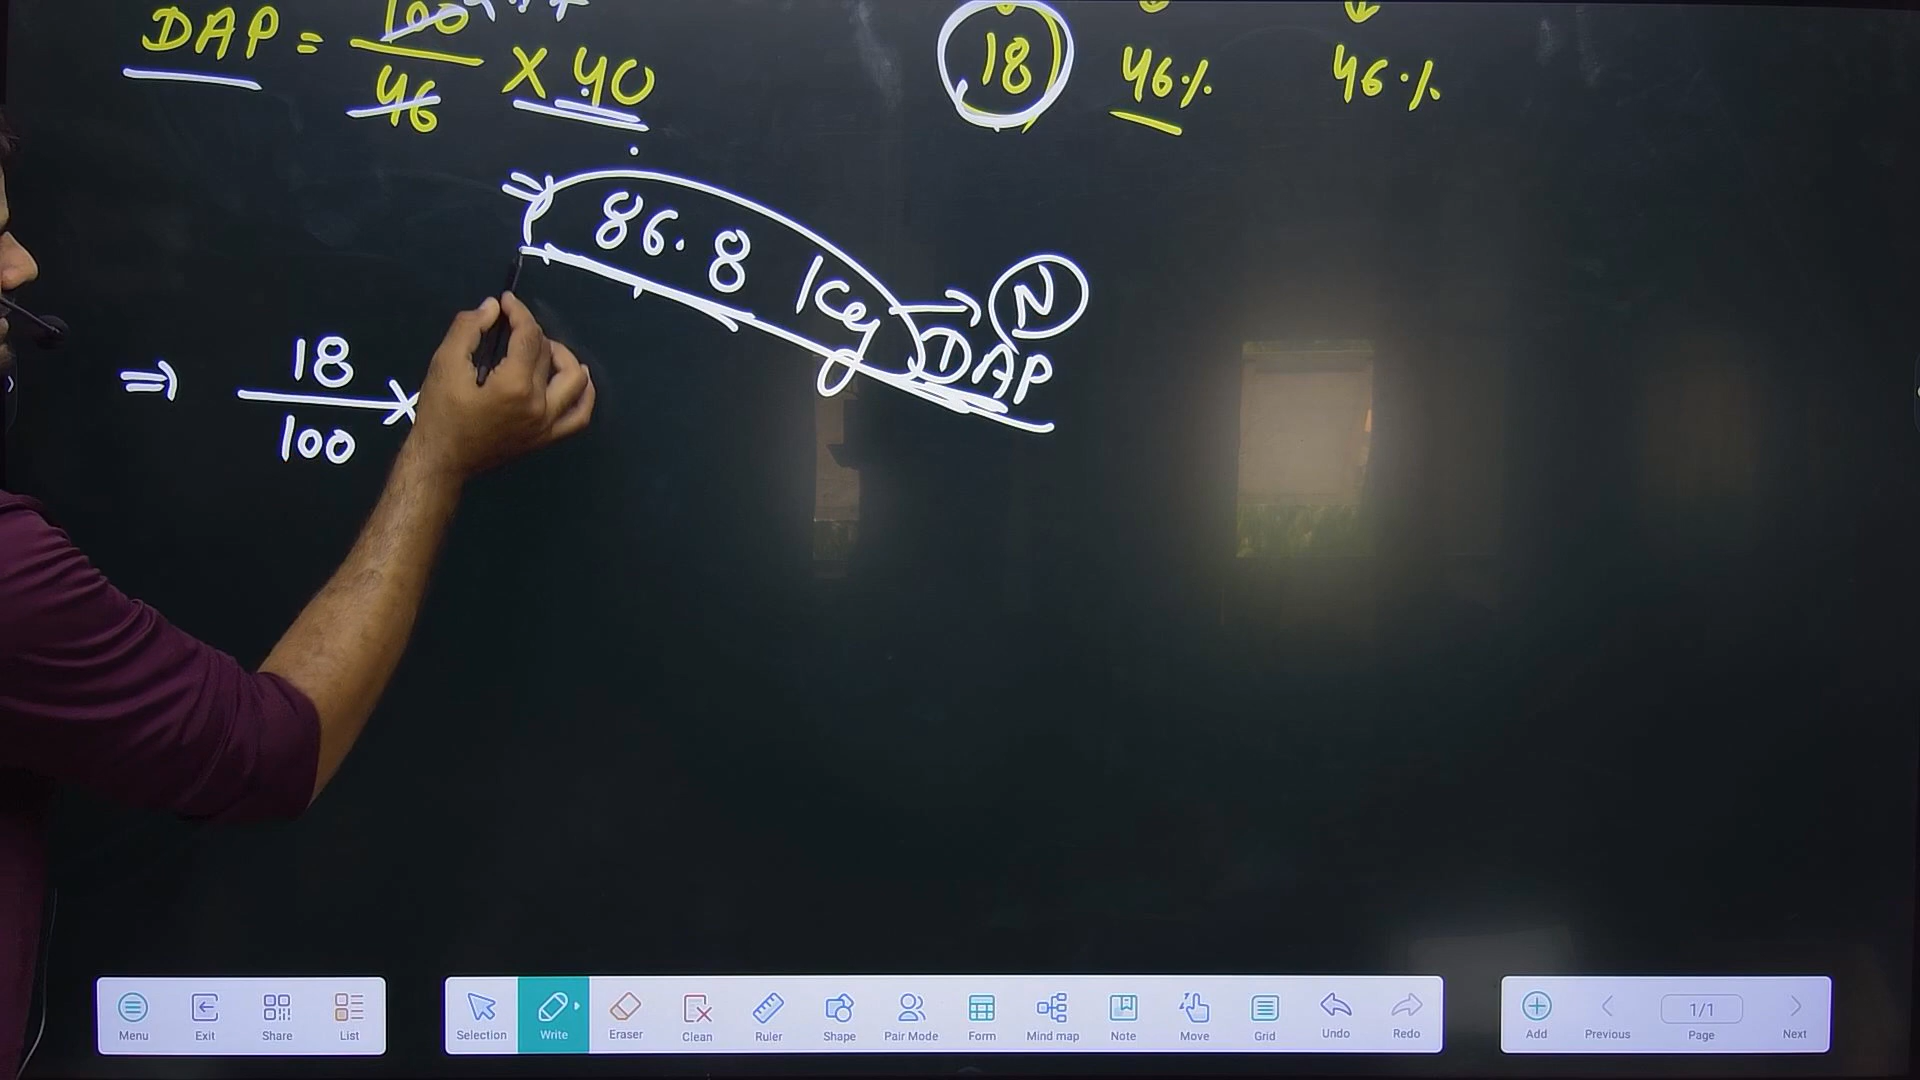 DAP = 100/46 × 40
18 46% 46%
⇒ 86.8 kg → N
DAP
⇒ 18/100 ×
Menu Exit Share List Selection Write Eraser Clean Ruler Shape Pair Mode Form Mind map Note Move Grid Undo Redo Add Previous 1/1 Page Next